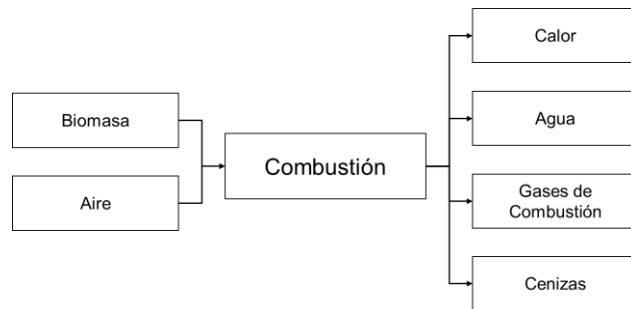 Biomasa
Aire
Combustión
Calor
Agua
Gases de
Combustión
Cenizas